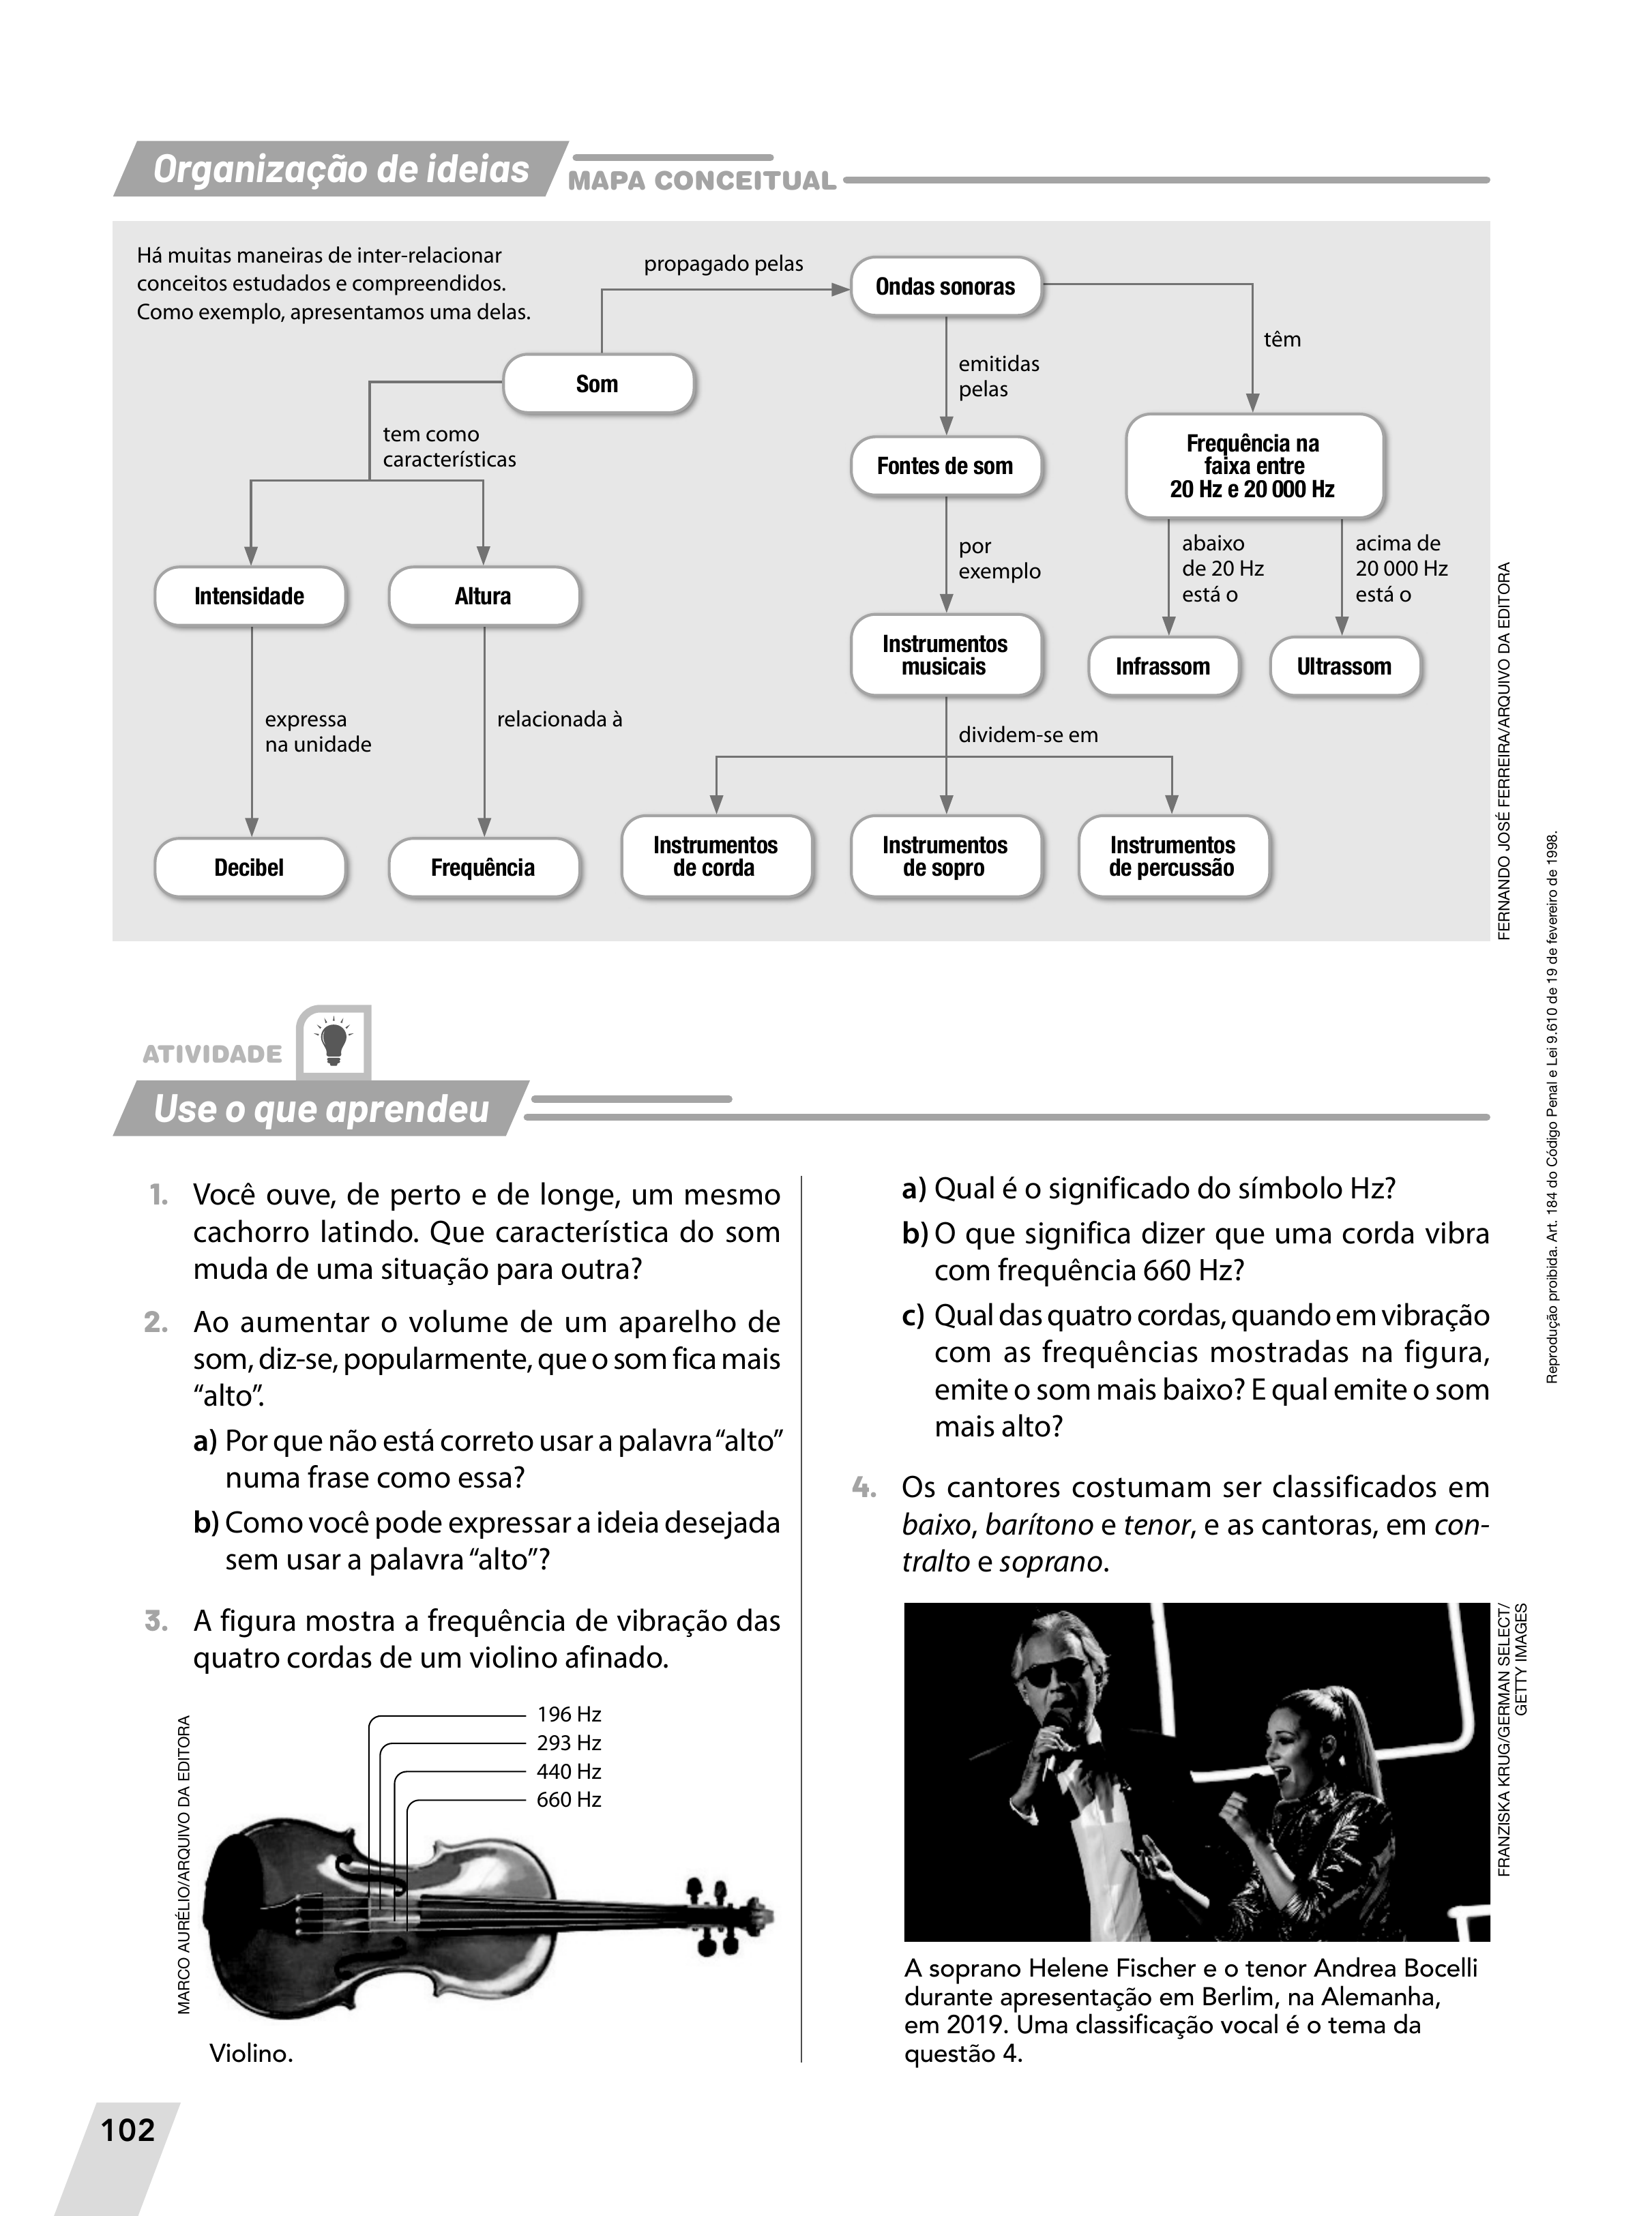 Organização de ideias
MAPA CONCEITUAL
Há muitas maneiras de inter-relacionar
conceitos estudados e compreendidos.
Como exemplo, apresentamos uma delas.
propagado pelas
Ondas sonoras
têm
Som
emitidas
pelas
tem como
características
Fontes de som
Frequência na
faixa entre
20 Hz e 20 000 Hz
por
exemplo
abaixo
de 20 Hz
está o
acima de
20 000 Hz
está o
Intensidade
Altura
Instrumentos
musicais
Infrassom
Ultrassom
expressa
na unidade
relacionada à
dividem-se em
Decibel
Frequência
Instrumentos
de corda
Instrumentos
de sopro
Instrumentos
de percussão
FERNANDO JOSÉ FERREIRA/ARQUIVO DA EDITORA
Reprodução proibida. Art. 184 do Código Penal e Lei 9.610 de 19 de fevereiro de 1998.
ATIVIDADE
Use o que aprendeu
1. Você ouve, de perto e de longe, um mesmo
cachorro latindo. Que característica do som
muda de uma situação para outra?
2. Ao aumentar o volume de um aparelho de
som, diz-se, popularmente, que o som fica mais
“alto”.
a) Por que não está correto usar a palavra “alto”
numa frase como essa?
b) Como você pode expressar a ideia desejada
sem usar a palavra “alto”?
3. A figura mostra a frequência de vibração das
quatro cordas de um violino afinado.
196 Hz
293 Hz
440 Hz
660 Hz
MARCO AURÉLIO/ARQUIVO DA EDITORA
Violino.
a) Qual é o significado do símbolo Hz?
b) O que significa dizer que uma corda vibra
com frequência 660 Hz?
c) Qual das quatro cordas, quando em vibração
com as frequências mostradas na figura,
emite o som mais baixo? E qual emite o som
mais alto?
4. Os cantores costumam ser classificados em
baixo, barítono e tenor, e as cantoras, em con-
tralto e soprano.
FRANZISKA KRUG/GERMAN SELECT/
GETTY IMAGES
A soprano Helene Fischer e o tenor Andrea Bocelli
durante apresentação em Berlim, na Alemanha,
em 2019. Uma classificação vocal é o tema da
questão 4.
102